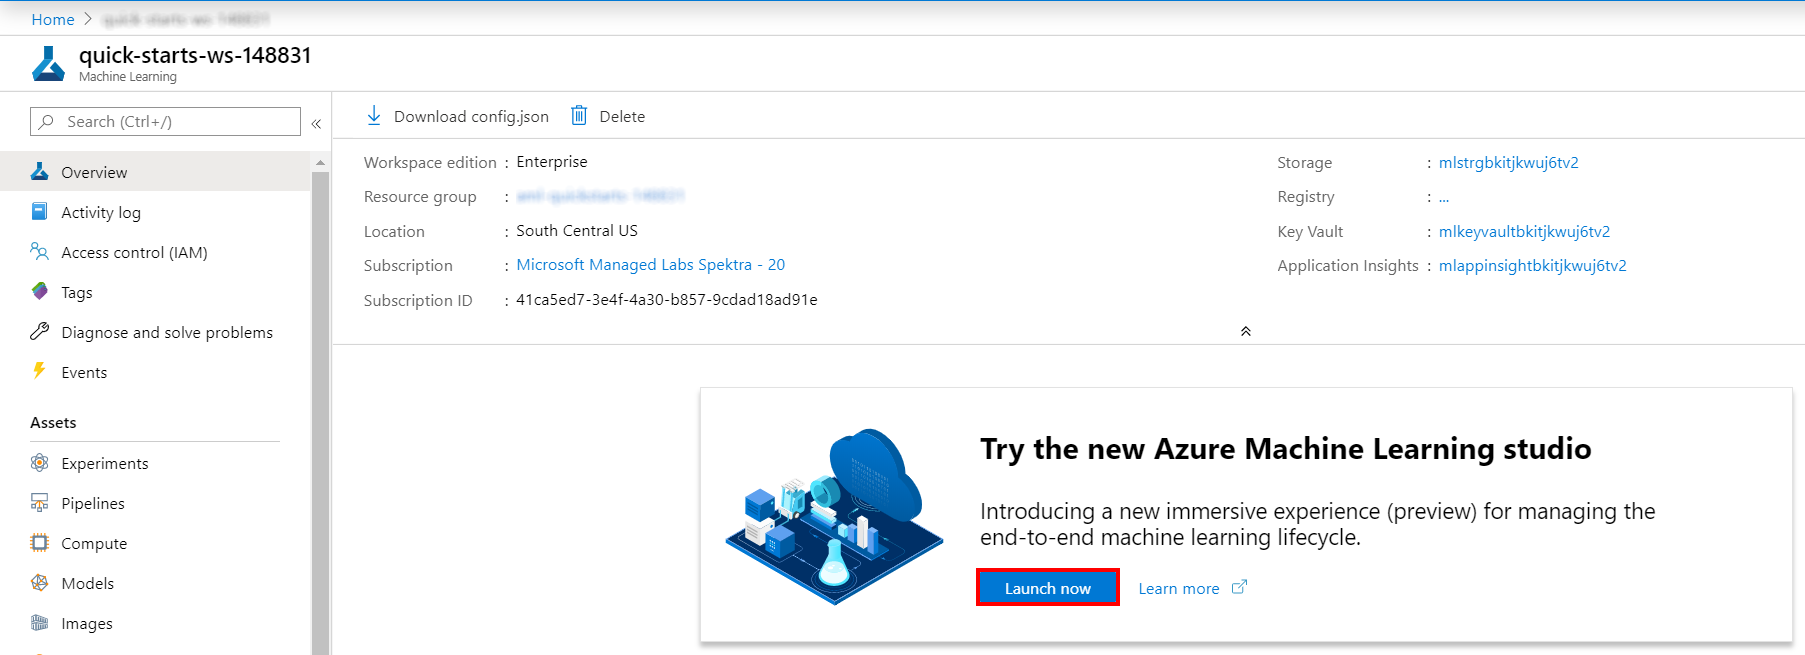 Home >
quick-starts-ws-148831
Machine Learning
Search (Ctrl+/)
«
Overview
Activity log
Access control (IAM)
Tags
Diagnose and solve problems
Events
Assets
Experiments
Pipelines
Compute
Models
Images
Download config.json Delete
Workspace edition : Enterprise
Resource group :
Location : South Central US
Subscription : Microsoft Managed Labs Spektra - 20
Subscription ID : 41ca5ed7-3e4f-4a30-b857-9cdad18ad91e
Storage : mlstrgbkitjkwuj6tv2
Registry : ...
Key Vault : mlkeyvaultbkitjkwuj6tv2
Application Insights : mlappinsightbkitjkwuj6tv2
Try the new Azure Machine Learning studio
Introducing a new immersive experience (preview) for managing the
end-to-end machine learning lifecycle.
Launch now Learn more